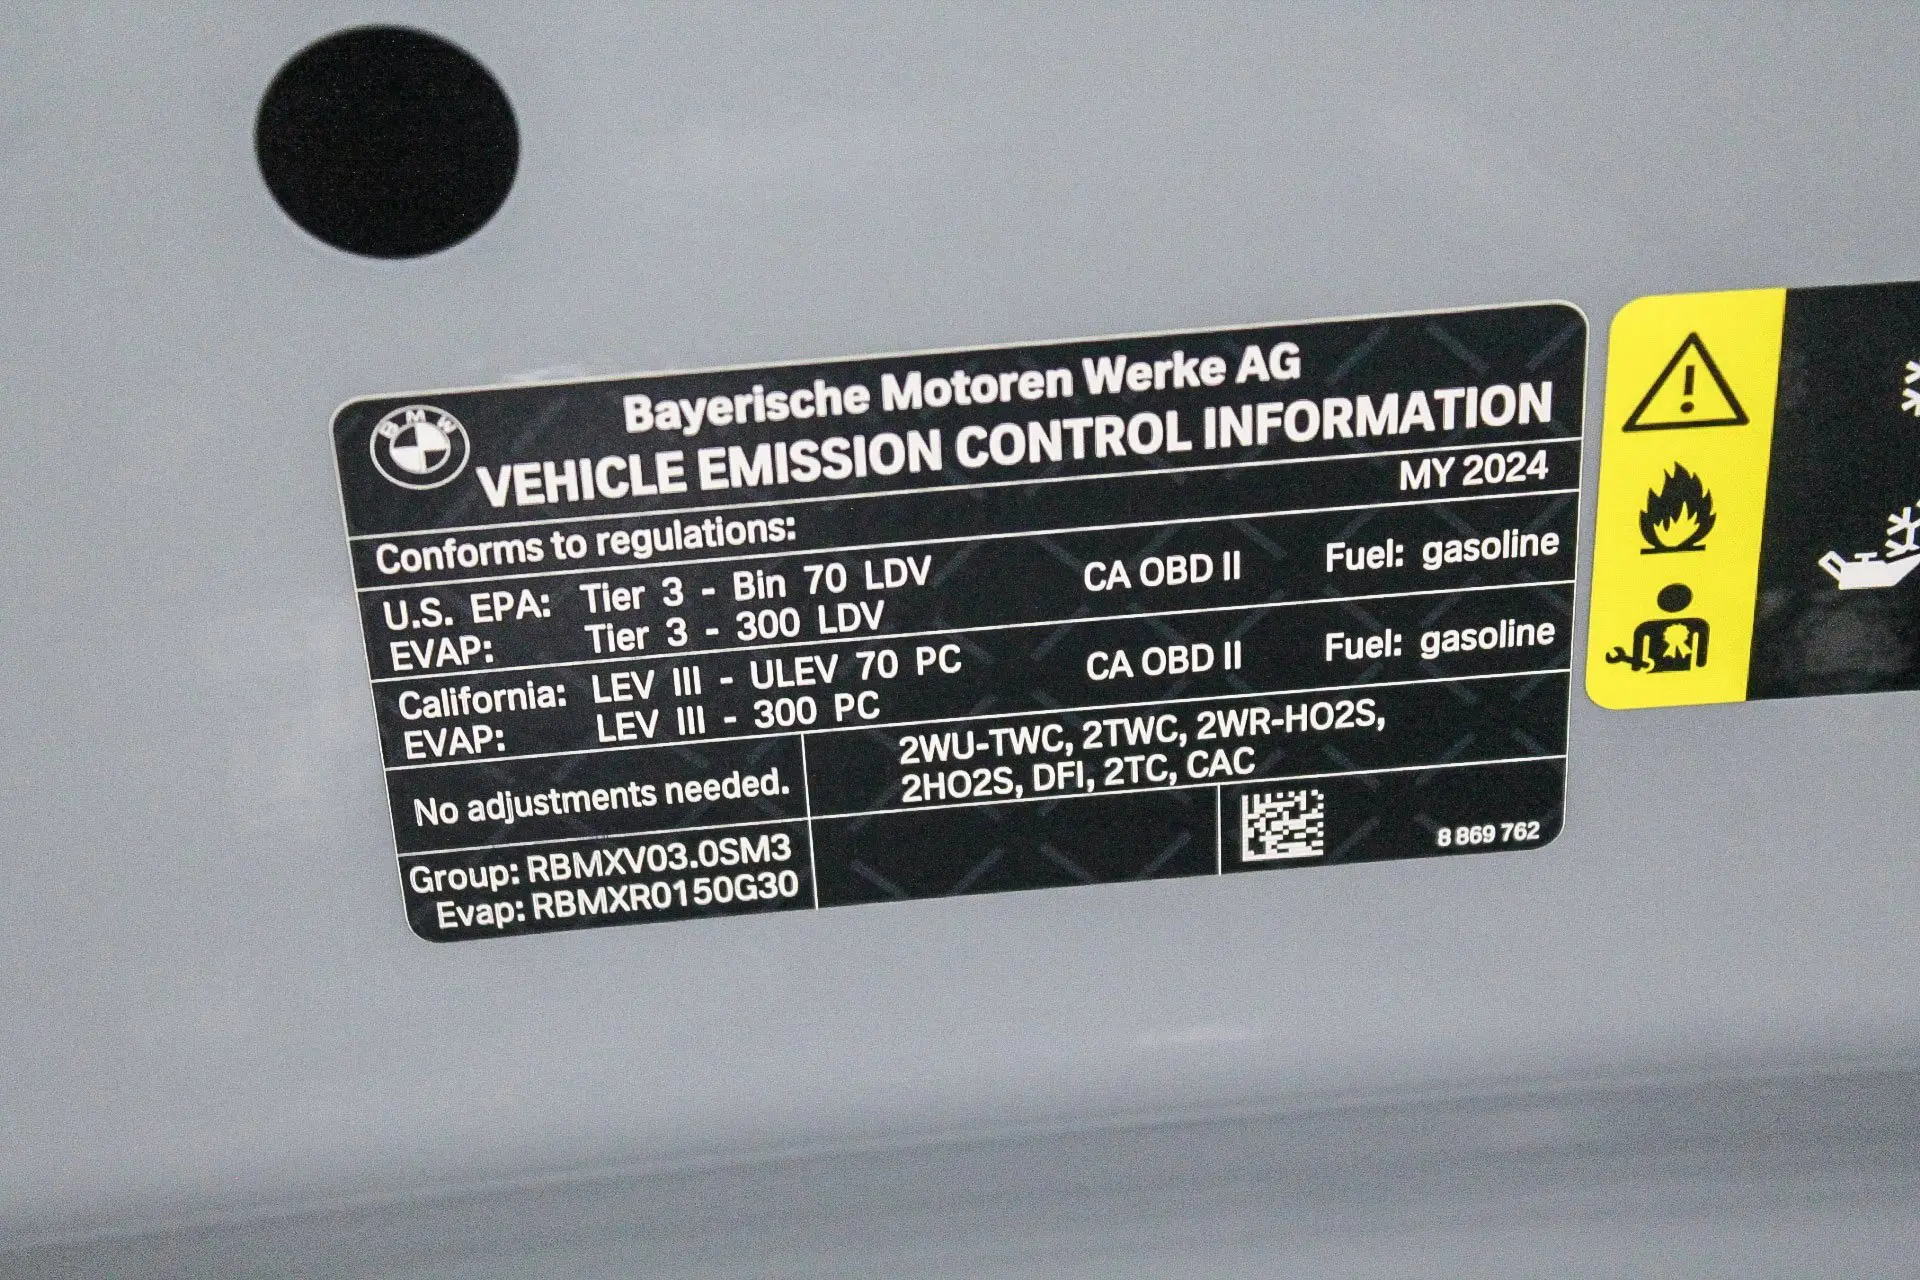 BMW
Bayerische Motoren Werke AG
VEHICLE EMISSION CONTROL INFORMATION
MY 2024
Conforms to regulations:
U.S. EPA: Tier 3 - Bin 70 LDV CA OBD II Fuel: gasoline
EVAP: Tier 3 - 300 LDV
California: LEV III - ULEV 70 PC CA OBD II Fuel: gasoline
EVAP: LEV III - 300 PC
No adjustments needed.
2WU-TWC, 2TWC, 2WR-HO2S,
2HO2S, DFI, 2TC, CAC
Group: RBMXV03.0SM3
Evap: RBMXR0150G30
8 869 762